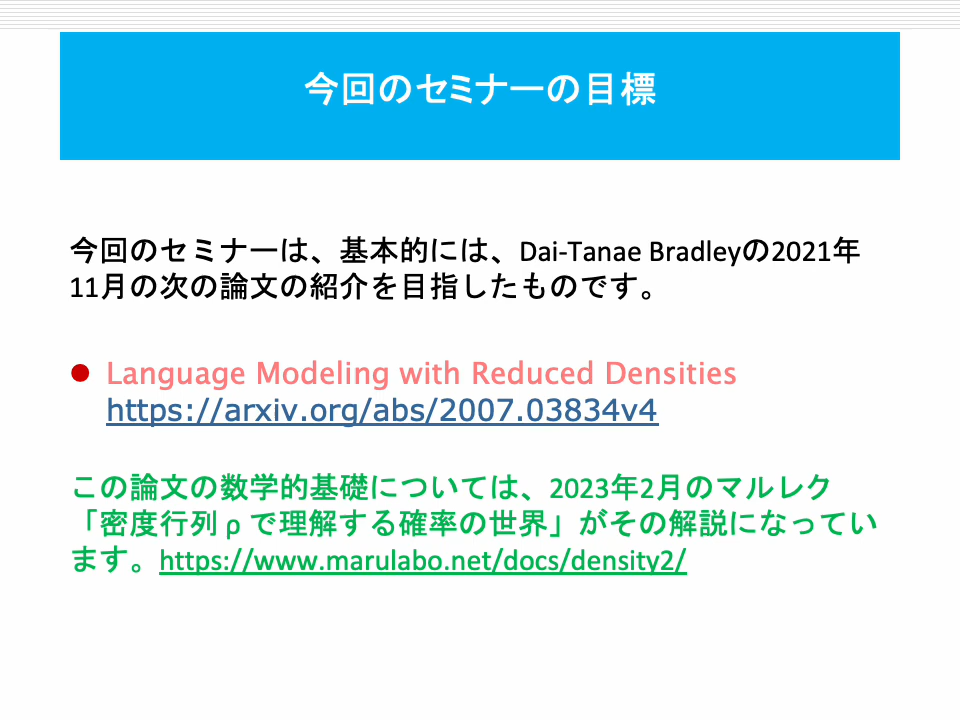 今回のセミナーの目標
今回のセミナーは、基本的には、Dai-Tanae Bradleyの2021年
11月の次の論文の紹介を目指したものです。
● Language Modeling with Reduced Densities
https://arxiv.org/abs/2007.03834v4
この論文の数学的基礎については、2023年2月のマルレク
「密度行列ρで理解する確率の世界」がその解説になってい
ます。https://www.marulabo.net/docs/density2/